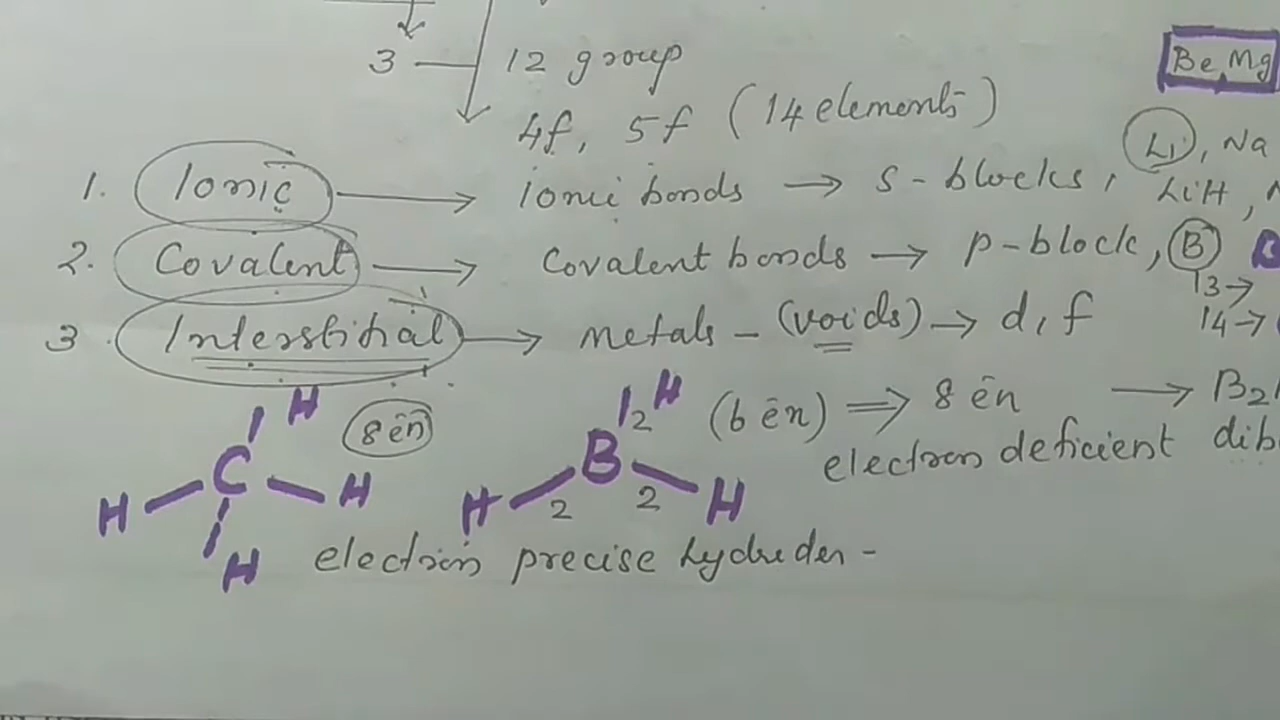 3 — 12 group
Be, Mg
4f, 5f (14 elements)
1. Ionic → ionic bonds → s-blocks, Li, Na
LiH,
2. Covalent → Covalent bonds → p-block, B
13→
3. Interstitial → metals - (voids) → d, f
14→
H
8 ēn
C
H
H
H
H
12
(6 ēn) ⇒ 8 ēn → B2
B
H
2
2
H
electron deficient dib
electron precise hydrides -